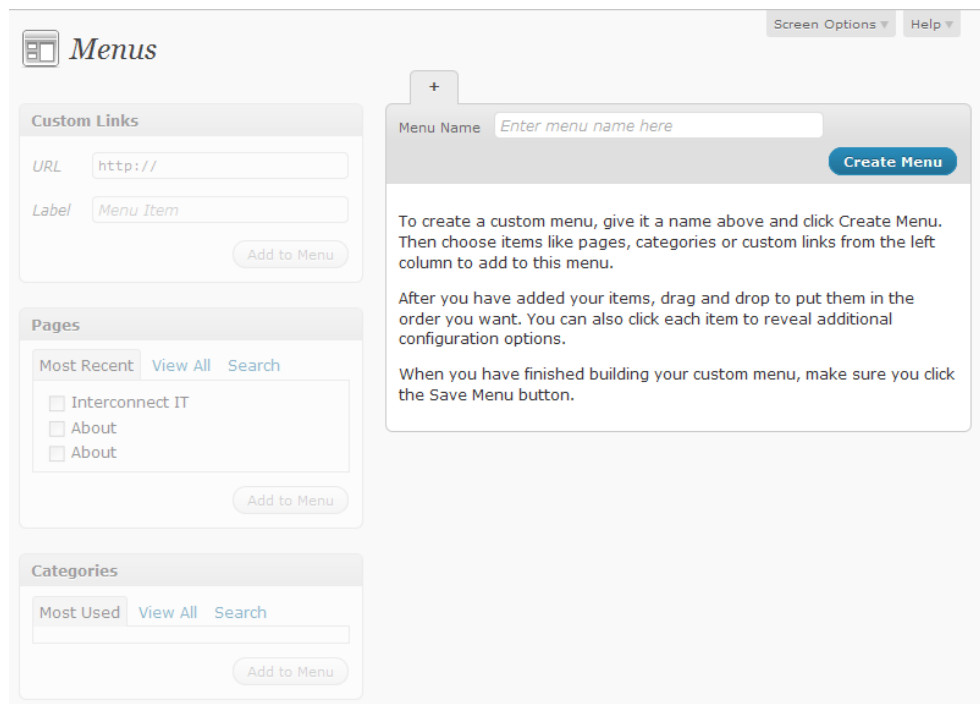 Screen Options
Help
Menus
+
Custom Links
URL http://
Label Menu Item
Add to Menu
Pages
Most Recent View All Search
Interconnect IT
About
About
Add to Menu
Categories
Most Used View All Search
Add to Menu
Menu Name Enter menu name here
Create Menu
To create a custom menu, give it a name above and click Create Menu.
Then choose items like pages, categories or custom links from the left
column to add to this menu.
After you have added your items, drag and drop to put them in the
order you want. You can also click each item to reveal additional
configuration options.
When you have finished building your custom menu, make sure you click
the Save Menu button.